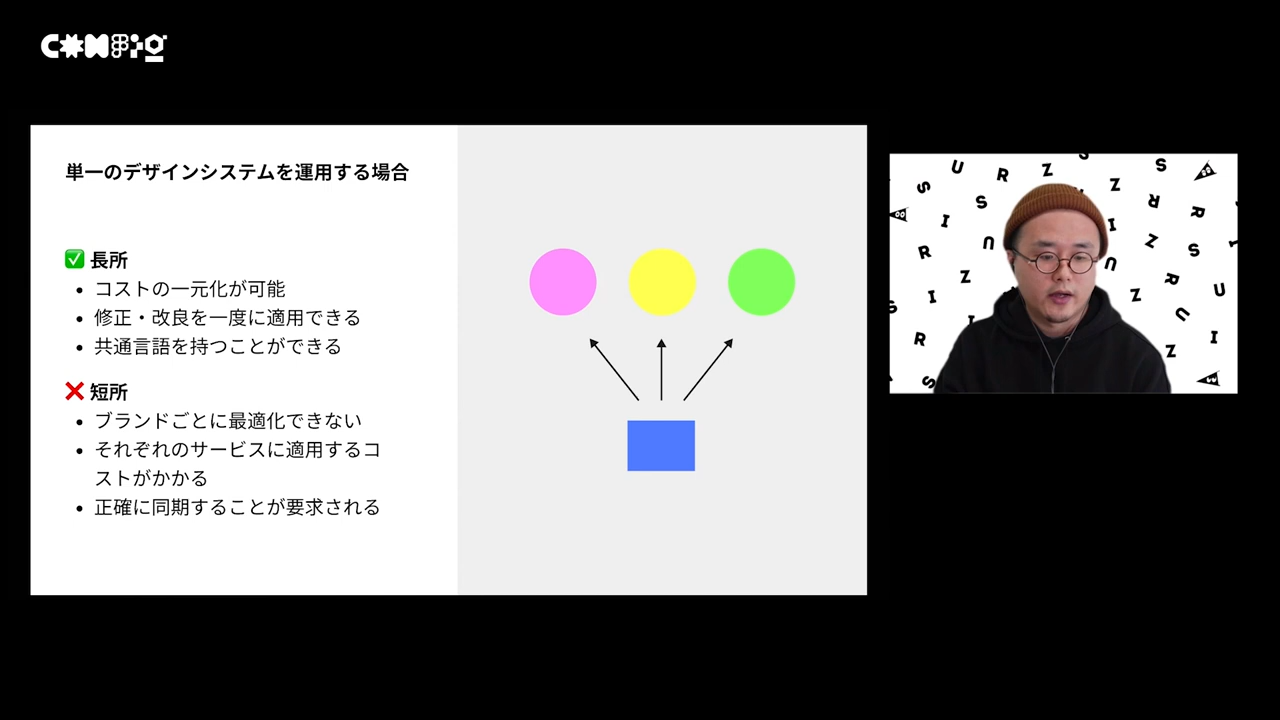 CONFIG
単一のデザインシステムを運用する場合
✅ 長所
• コストの一元化が可能
• 修正・改良を一度に適用できる
• 共通言語を持つことができる
❌ 短所
• ブランドごとに最適化できない
• それぞれのサービスに適用するコ
ストがかかる
• 正確に同期することが要求される